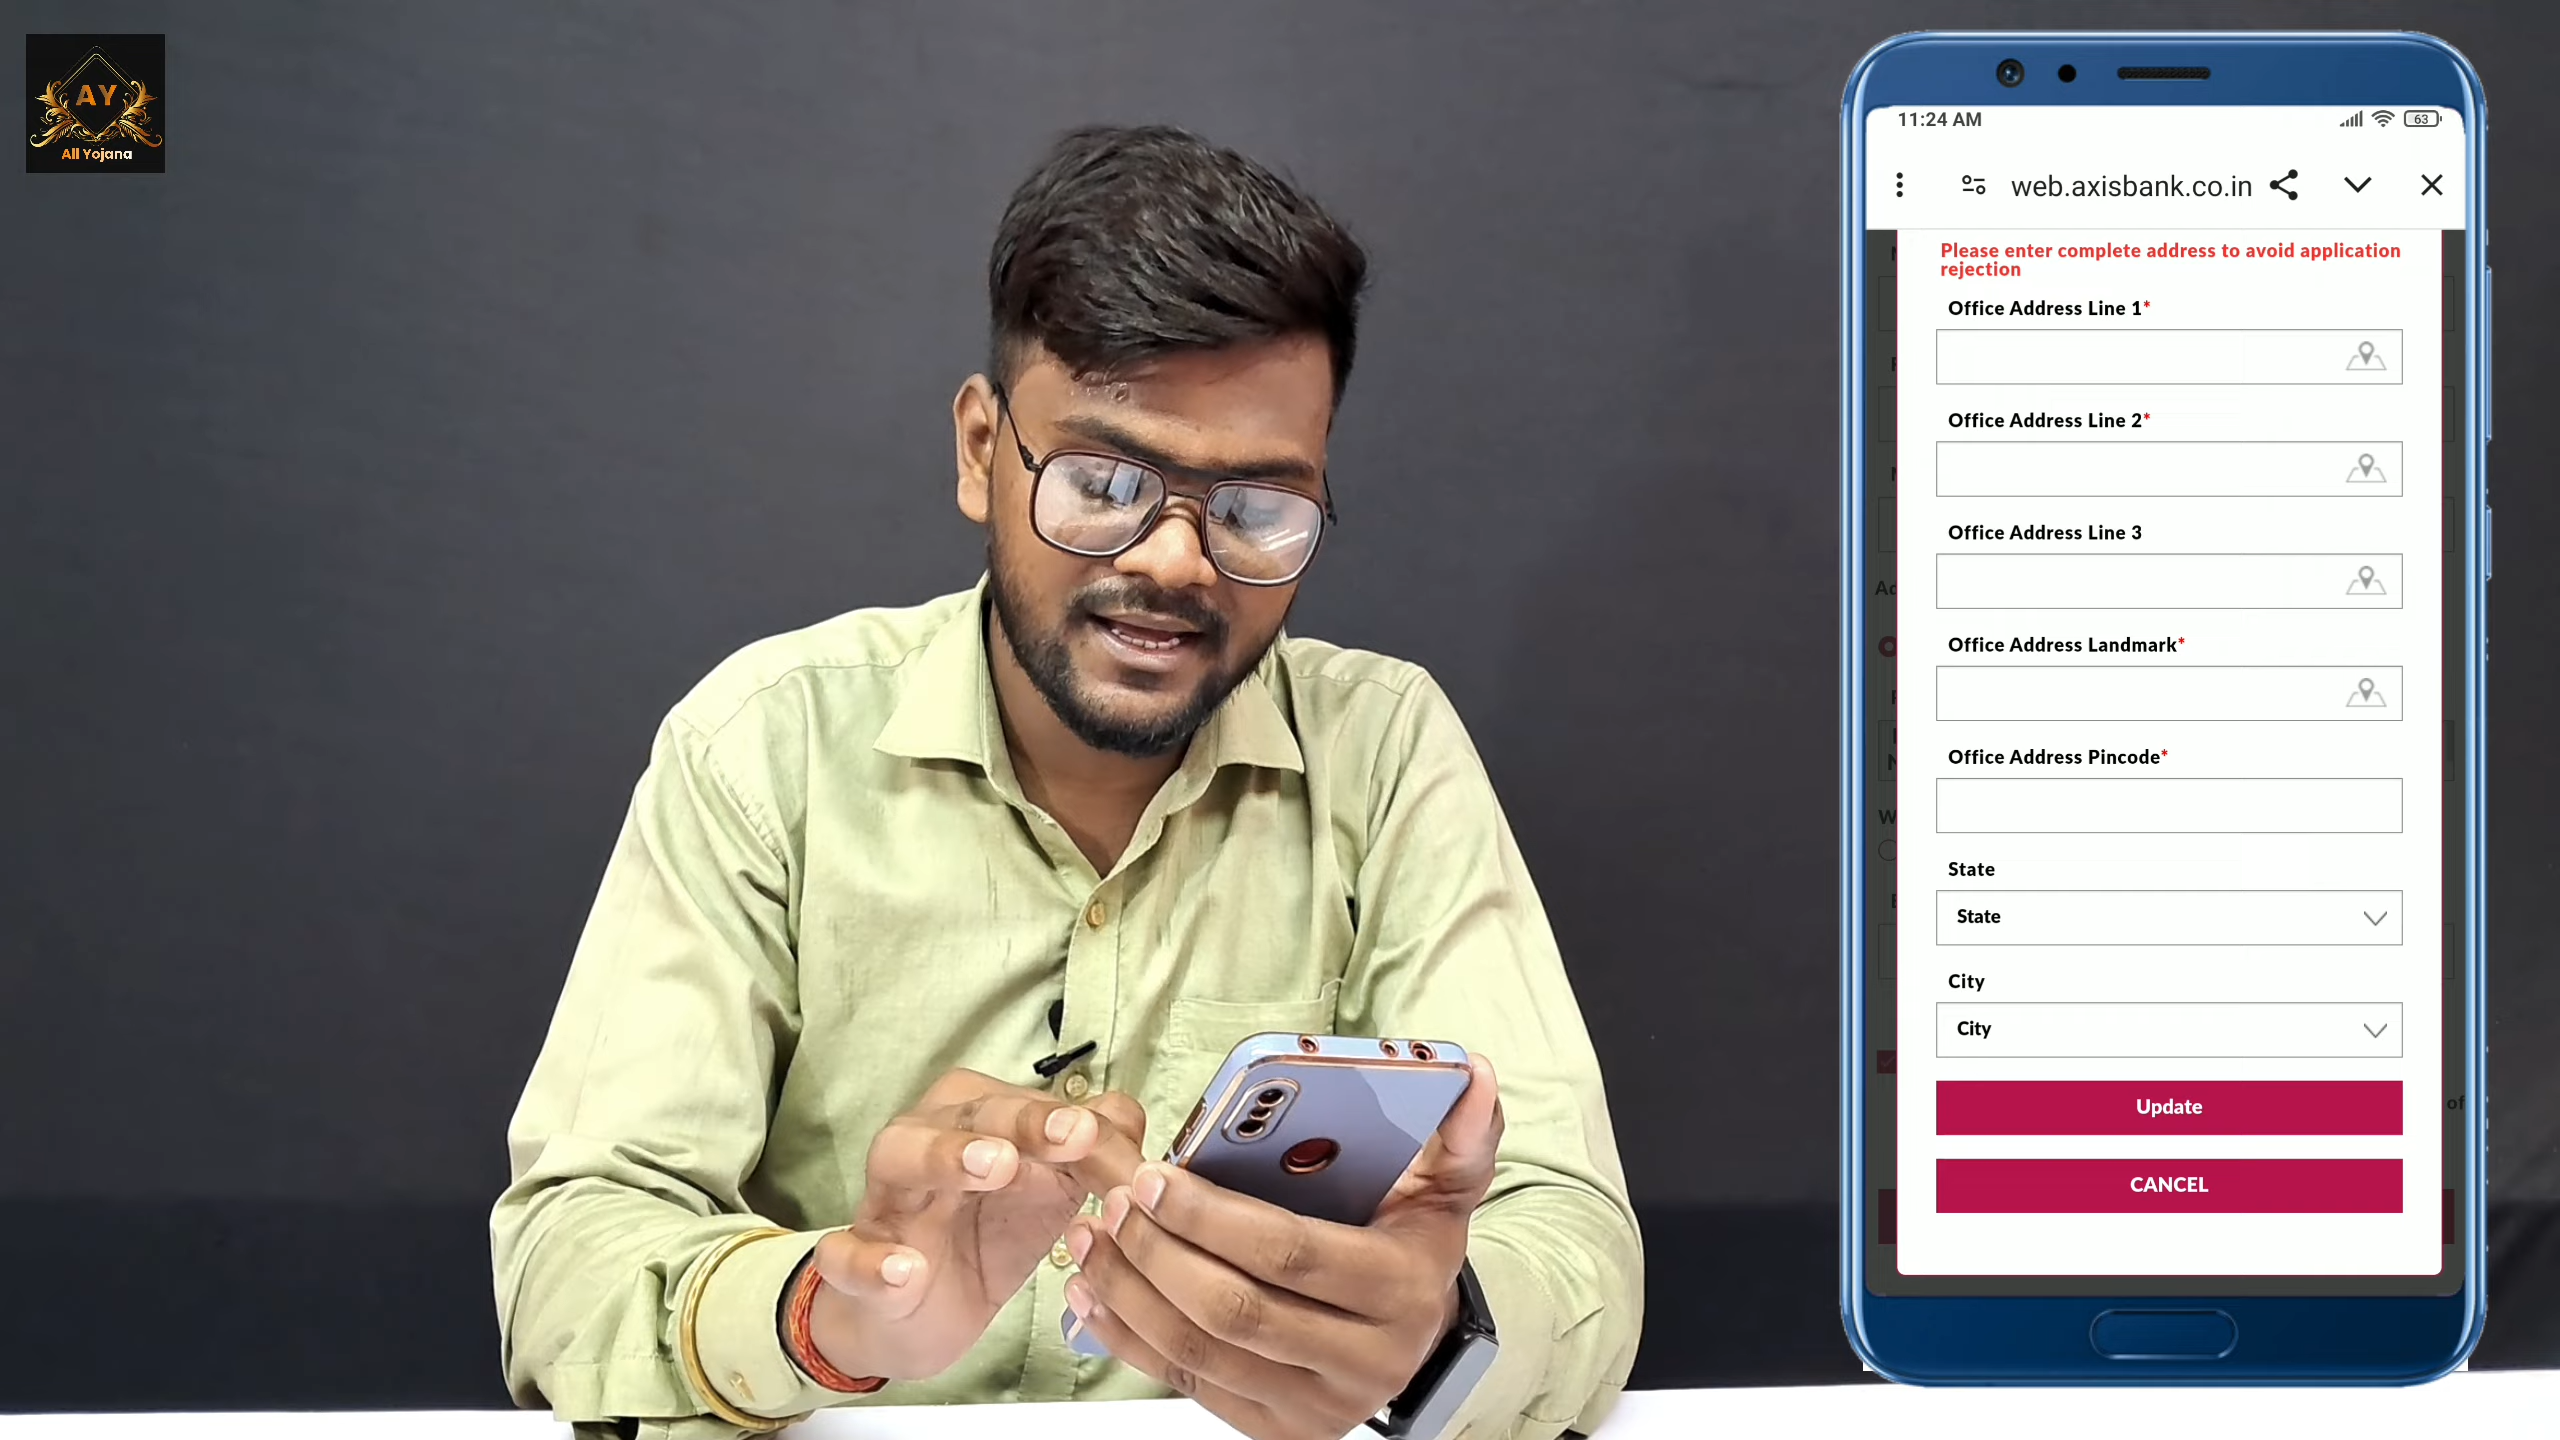 AY
All Yojana
11:24 AM
63
web.axisbank.co.in
Please enter complete address to avoid application
rejection
Office Address Line 1*
Office Address Line 2*
Office Address Line 3
Office Address Landmark*
Office Address Pincode*
State
State
City
City
Update
of
CANCEL